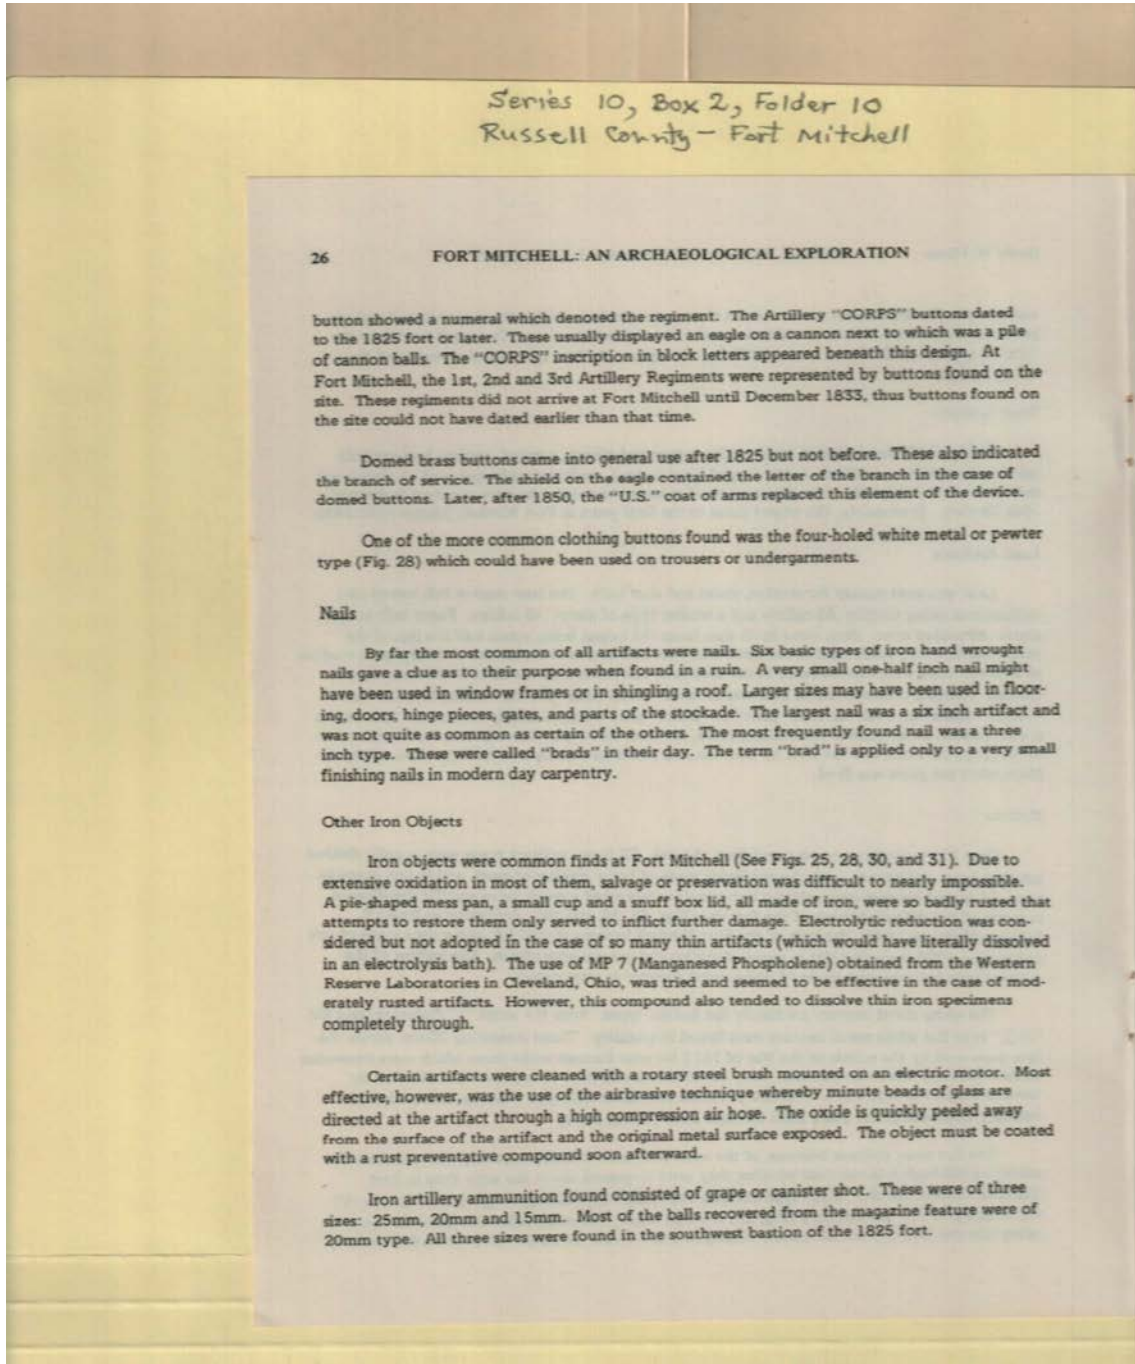 Series 10, Box 2, Folder 10
Russell County - Fort Mitchell
26 FORT MITCHELL: AN ARCHAEOLOGICAL EXPLORATION
button showed a numeral which denoted the regiment. The Artillery "CORPS" buttons dated
to the 1825 fort or later. These usually displayed an eagle on a cannon next to which was a pile
of cannon balls. The "CORPS" inscription in block letters appeared beneath this design. At
Fort Mitchell, the 1st, 2nd and 3rd Artillery Regiments were represented by buttons found on the
site. These regiments did not arrive at Fort Mitchell until December 1833, thus buttons found on
the site could not have dated earlier than that time.
Domed brass buttons came into general use after 1825 but not before. These also indicated
the branch of service. The shield on the eagle contained the letter of the branch in the case of
domed buttons. Later, after 1850, the "U.S." coat of arms replaced this element of the device.
One of the more common clothing buttons found was the four-holed white metal or pewter
type (Fig. 28) which could have been used on trousers or undergarments.
Nails
By far the most common of all artifacts were nails. Six basic types of iron hand wrought
nails gave a clue as to their purpose when found in a ruin. A very small one-half inch nail might
have been used in window frames or in shingling a roof. Larger sizes may have been used in floor-
ing, doors, hinge pieces, gates, and parts of the stockade. The largest nail was a six inch artifact and
was not quite as common as certain of the others. The most frequently found nail was a three
inch type. These were called "brads" in their day. The term "brad" is applied only to a very small
finishing nails in modern day carpentry.
Other Iron Objects
Iron objects were common finds at Fort Mitchell (See Figs. 25, 28, 30, and 31). Due to
extensive oxidation in most of them, salvage or preservation was difficult to nearly impossible.
A pie-shaped mess pan, a small cup and a snuff box lid, all made of iron, were so badly rusted that
attempts to restore them only served to inflict further damage. Electrolytic reduction was con-
sidered but not adopted in the case of so many thin artifacts (which would have literally dissolved
in an electrolysis bath). The use of MP 7 (Manganesed Phospholene) obtained from the Western
Reserve Laboratories in Cleveland, Ohio, was tried and seemed to be effective in the case of mod-
erately rusted artifacts. However, this compound also tended to dissolve thin iron specimens
completely through.
Certain artifacts were cleaned with a rotary steel brush mounted on an electric motor. Most
effective, however, was the use of the airbrasive technique whereby minute beads of glass are
directed at the artifact through a high compression air hose. The oxide is quickly peeled away
from the surface of the artifact and the original metal surface exposed. The object must be coated
with a rust preventative compound soon afterward.
Iron artillery ammunition found consisted of grape or canister shot. These were of three
sizes: 25mm, 20mm and 15mm. Most of the balls recovered from the magazine feature were of
20mm type. All three sizes were found in the southwest bastion of the 1825 fort.